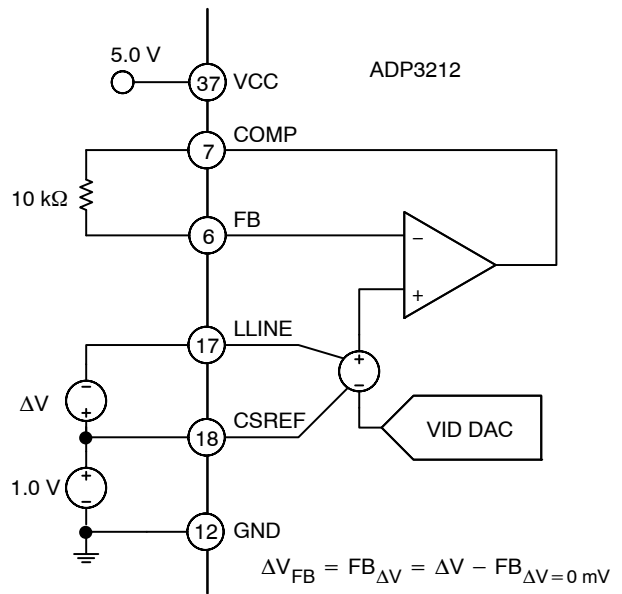 5.0 V
37
VCC
ADP3212
7
COMP
10 kΩ
6
FB
−
+
17
LLINE
+
−
−
ΔV
+
18
CSREF
VID DAC
+
1.0 V
−
12
GND
ΔV_FB = FB_ΔV = ΔV − FB_ΔV = 0 mV